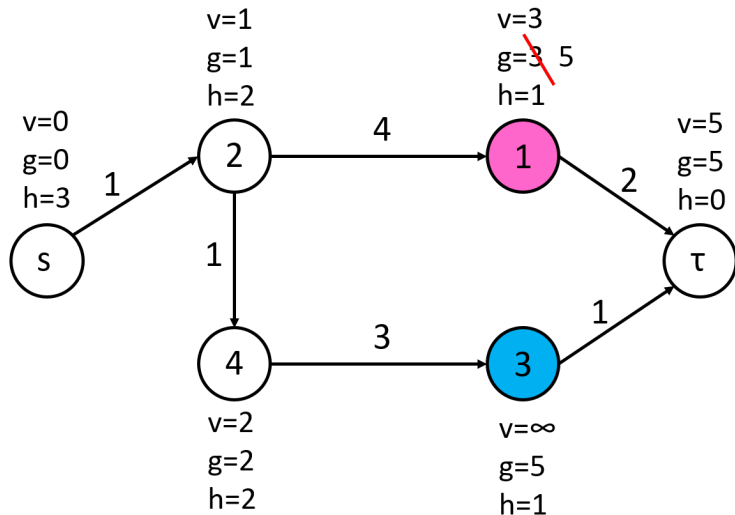 v=1
g=1
h=2
v=3
g=3 5
h=1
v=0
g=0
h=3
v=5
g=5
h=0
1
2
4
1
2
s
τ
1
4
3
3
1
v=2
g=2
h=2
v=∞
g=5
h=1